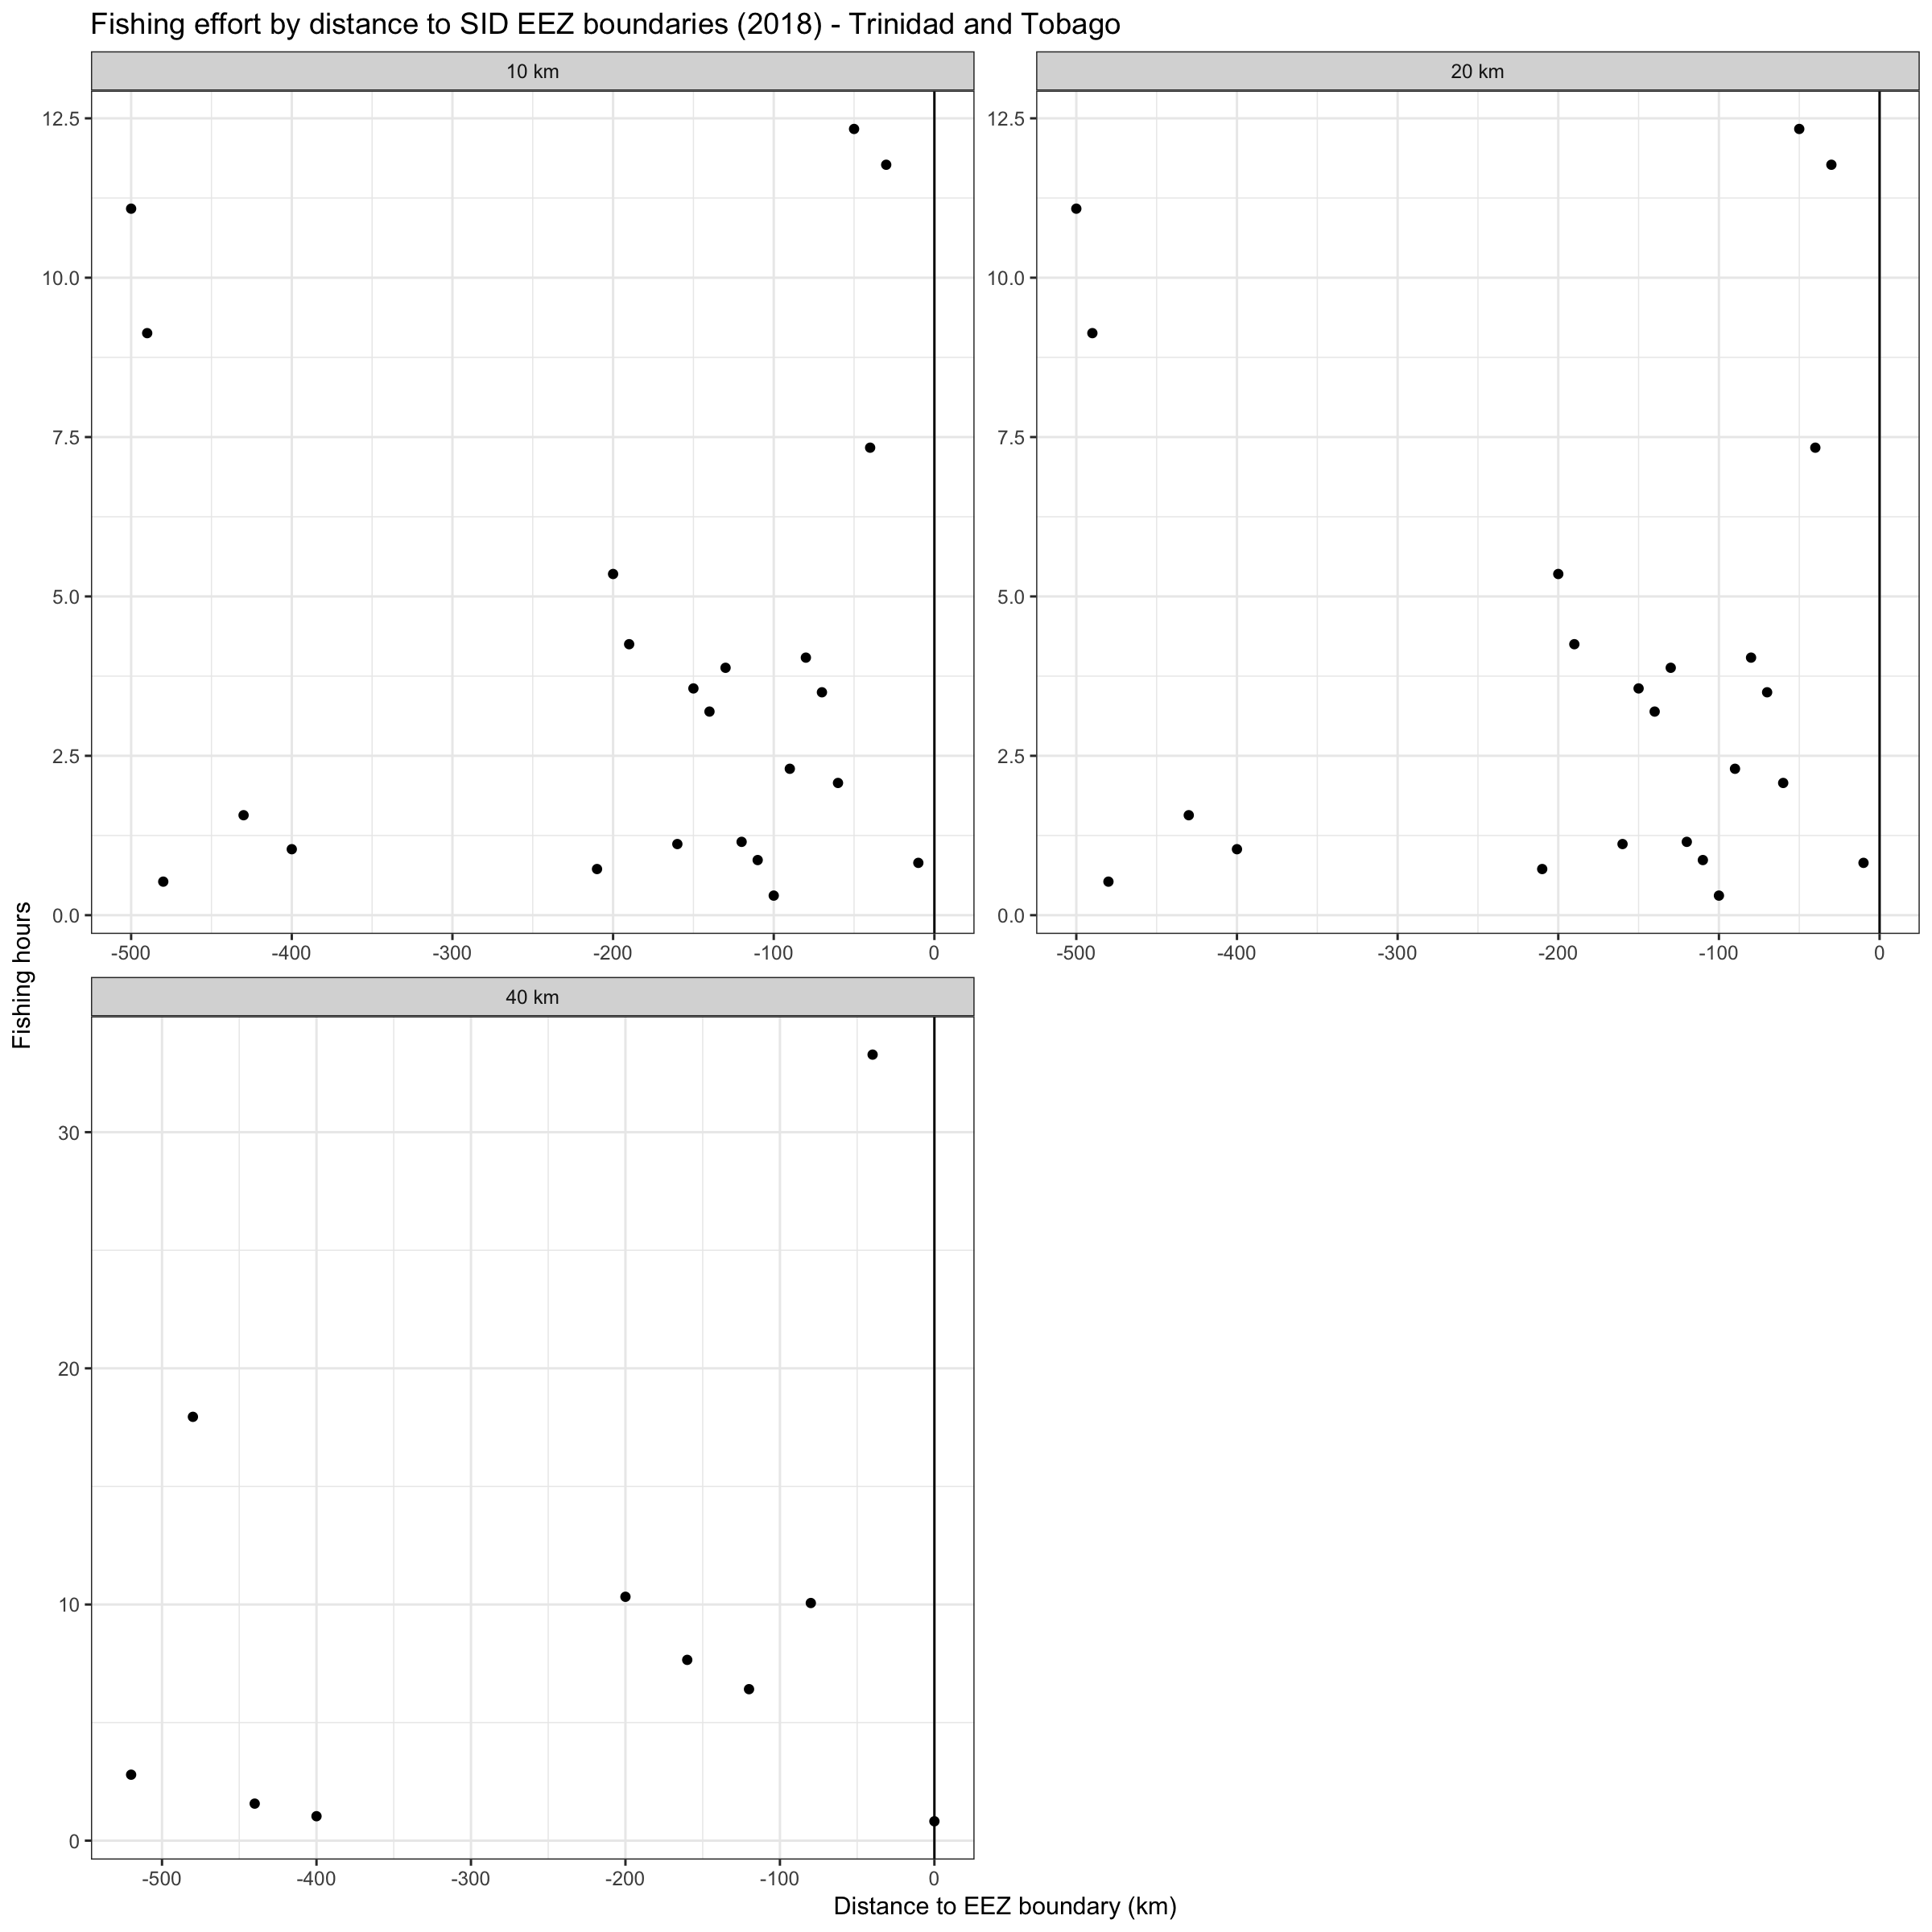 Fishing effort by distance to SID EEZ boundaries (2018) - Trinidad and Tobago
10 km
20 km
12.5
10.0
7.5
5.0
2.5
0.0
-500 -400 -300 -200 -100 0
12.5
10.0
7.5
5.0
2.5
0.0
-500 -400 -300 -200 -100 0
Fishing hours
40 km
30
20
10
0
-500 -400 -300 -200 -100 0
Distance to EEZ boundary (km)